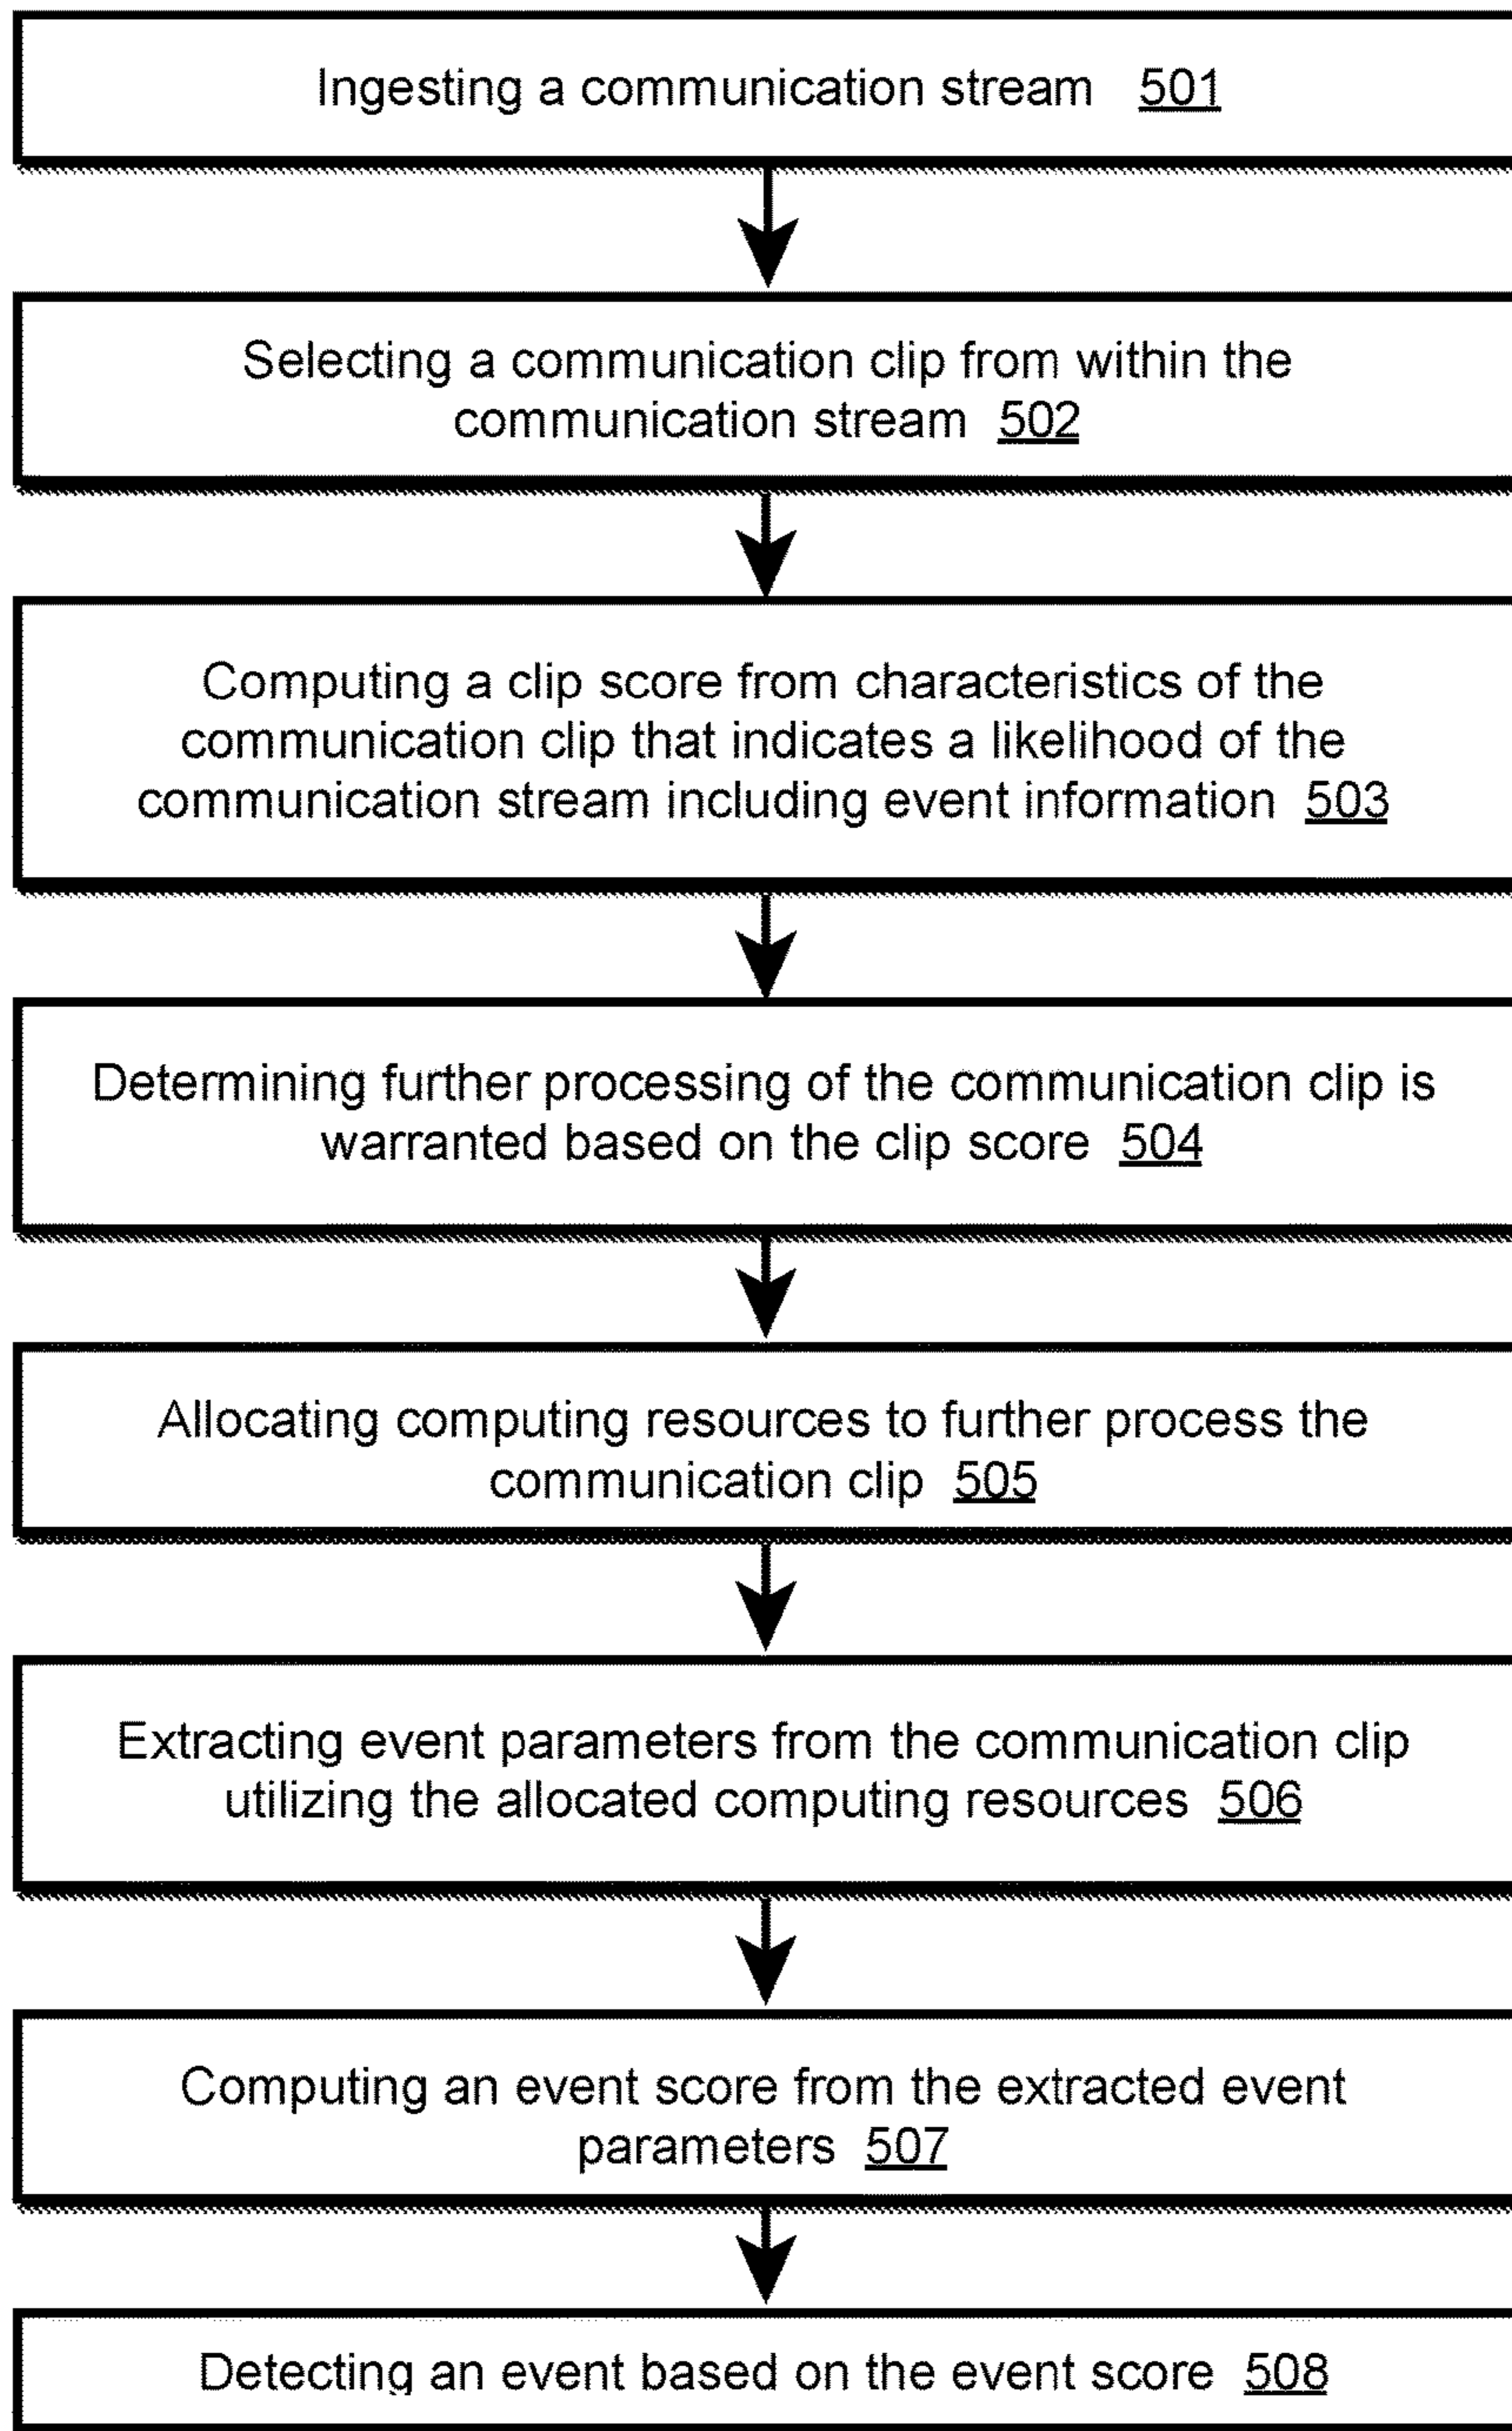 Ingesting a communication stream 501
Selecting a communication clip from within the
communication stream 502
Computing a clip score from characteristics of the
communication clip that indicates a likelihood of the
communication stream including event information 503
Determining further processing of the communication clip is
warranted based on the clip score 504
Allocating computing resources to further process the
communication clip 505
Extracting event parameters from the communication clip
utilizing the allocated computing resources 506
Computing an event score from the extracted event
parameters 507
Detecting an event based on the event score 508